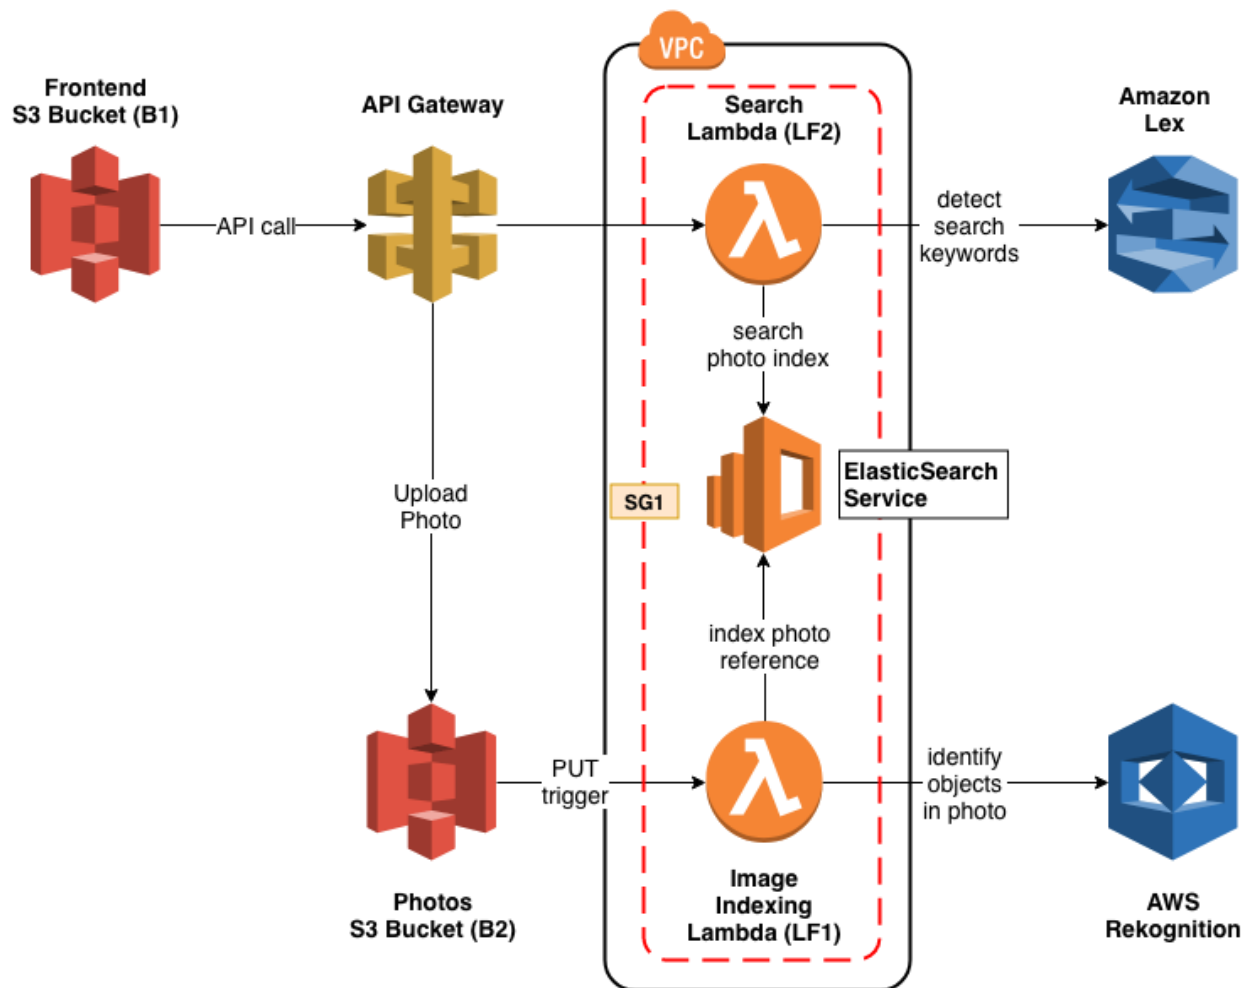 VPC
Frontend
S3 Bucket (B1)
API Gateway
Search
Lambda (LF2)
Amazon
Lex
API call
detect
search
keywords
search
photo index
Upload
Photo
SG1
ElasticSearch
Service
index photo
reference
PUT
trigger
identify
objects
in photo
Photos
S3 Bucket (B2)
Image
Indexing
Lambda (LF1)
AWS
Rekognition